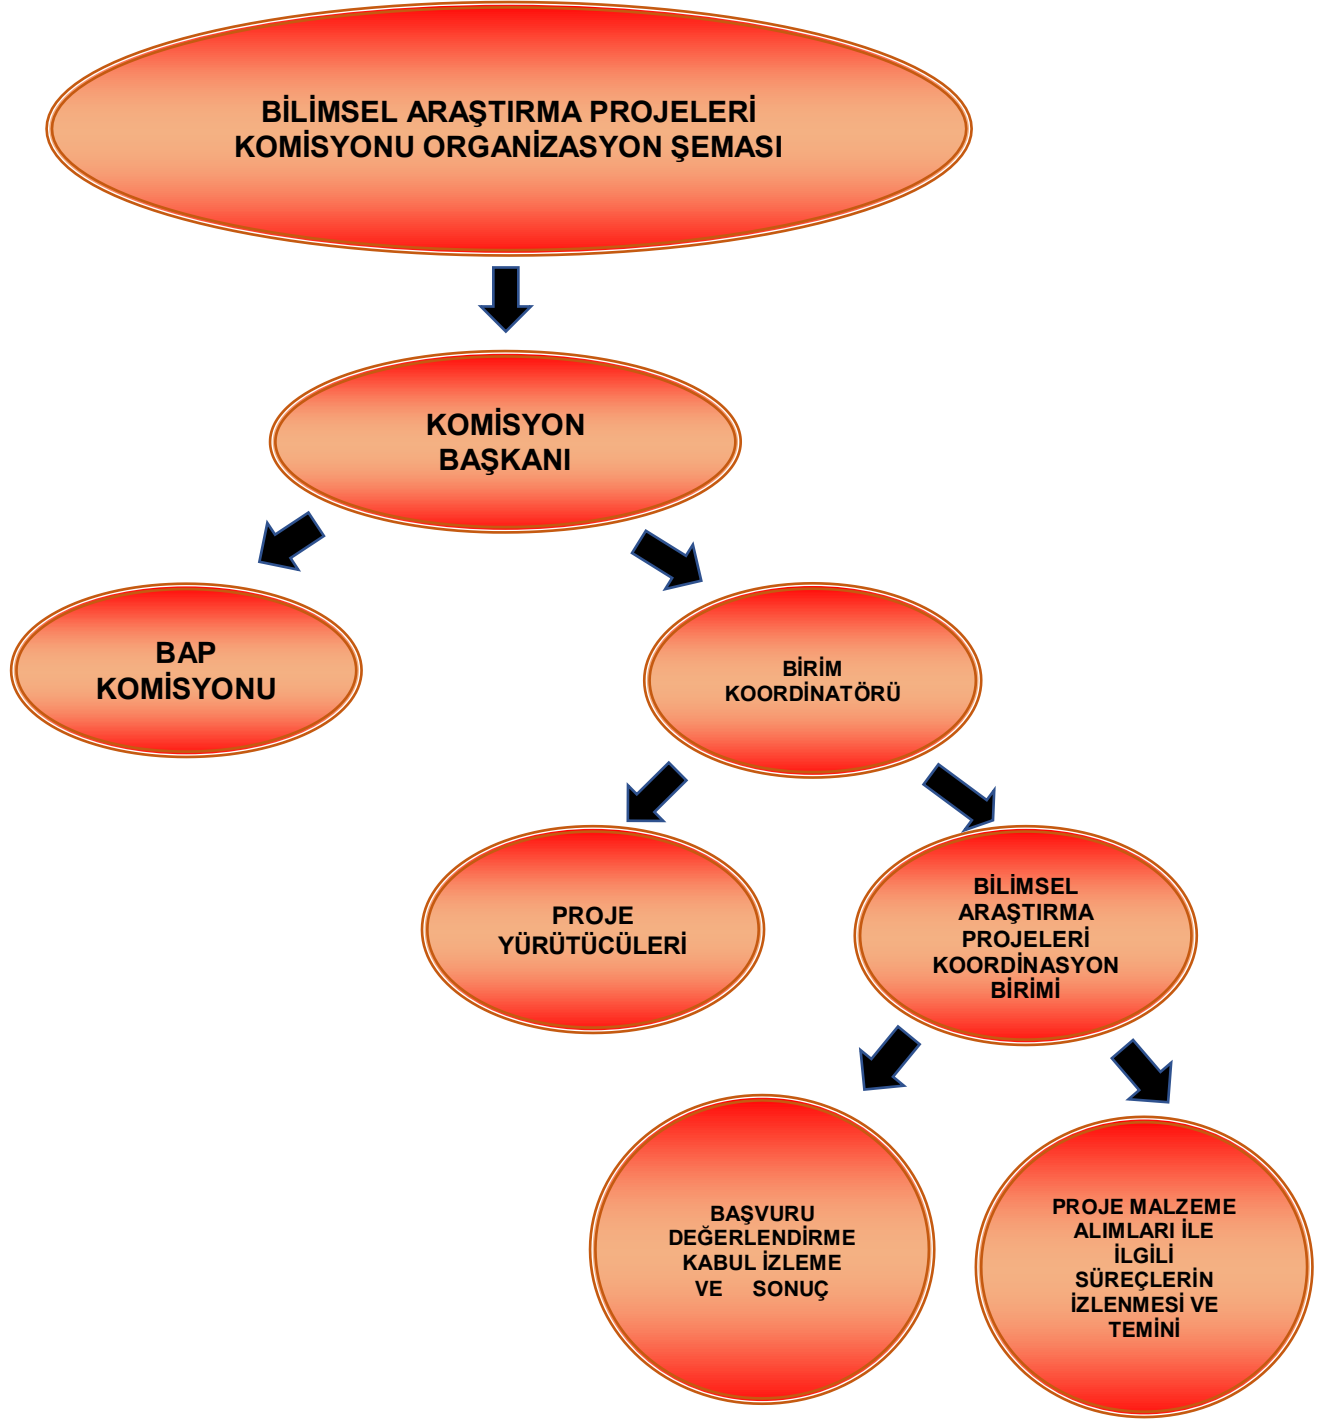 BİLİMSEL ARAŞTIRMA PROJELERİ
KOMİSYONU ORGANİZASYON ŞEMASI
KOMİSYON
BAŞKANI
BAP
KOMİSYONU
BİRİM
KOORDİNATÖRÜ
PROJE
YÜRÜTÜCÜLERİ
BİLİMSEL
ARAŞTIRMA
PROJELERİ
KOORDİNASYON
BİRİMİ
BAŞVURU
DEĞERLENDİRME
KABUL İZLEME
VE SONUÇ
PROJE MALZEME
ALIMLARI İLE
İLGİLİ
SÜREÇLERİN
İZLENMESİ VE
TEMİNİ